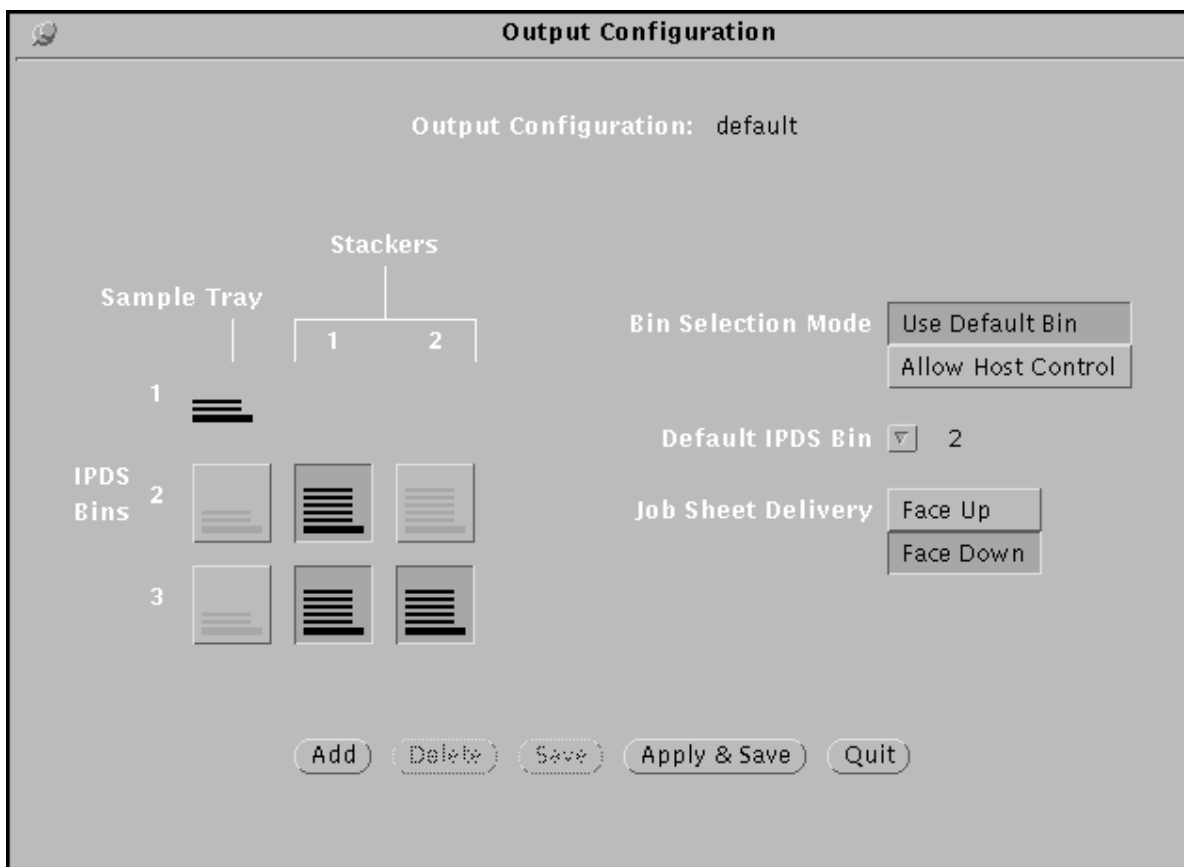 Output Configuration
Output Configuration: default
Stackers
Sample Tray
1 2
1
IPDS Bins
2
3
Bin Selection Mode
Use Default Bin
Allow Host Control
Default IPDS Bin 2
Job Sheet Delivery
Face Up
Face Down
Add Delete Save Apply & Save Quit